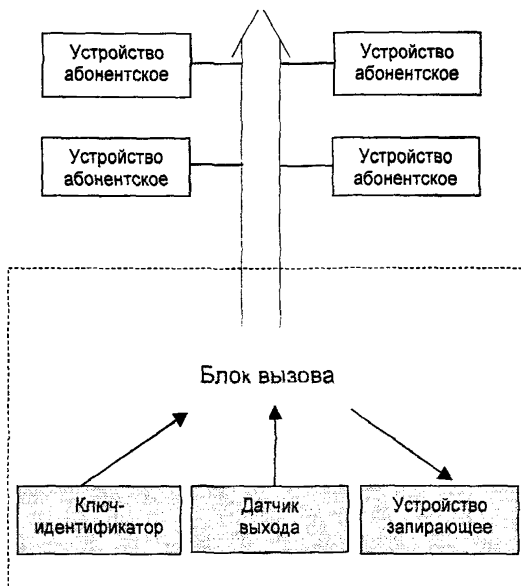 Устройство
абонентское
Устройство
абонентское
Устройство
абонентское
Устройство
абонентское
Блок вызова
Ключ-
идентификатор
Датчик
выхода
Устройство
запирающее